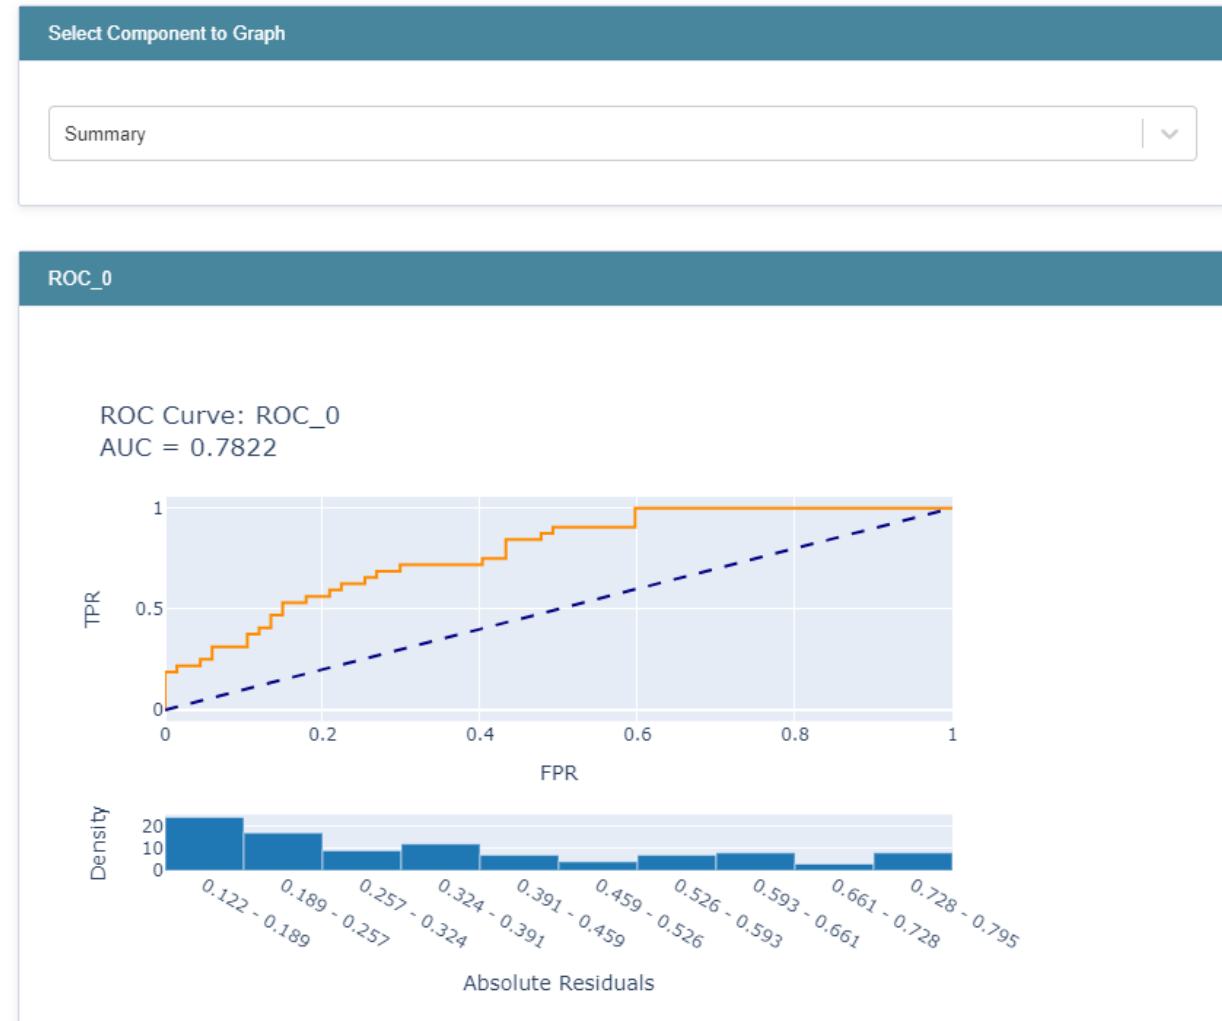 Select Component to Graph
Summary
ROC_0
ROC Curve: ROC_0
AUC = 0.7822
1
0.5
0
TPR
0 0.2 0.4 0.6 0.8 1
FPR
Density
20
10
0
0.122 - 0.189 0.189 - 0.257 0.257 - 0.324 0.324 - 0.391 0.391 - 0.459 0.459 - 0.526 0.526 - 0.593 0.593 - 0.661 0.661 - 0.728 0.728 - 0.795
Absolute Residuals